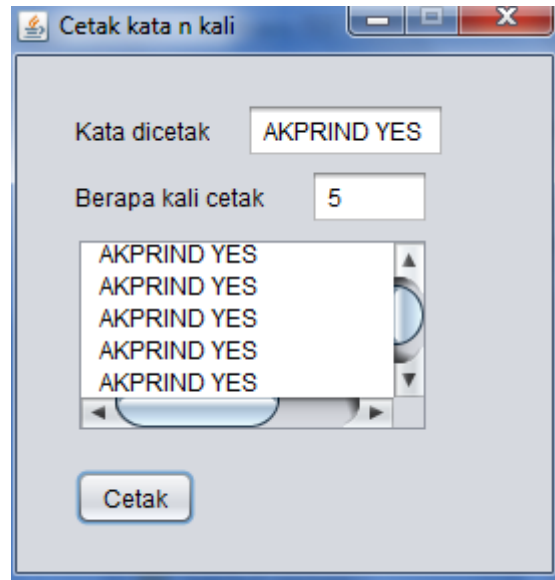 Cetak kata n kali
Kata dicetak AKPRIND YES
Berapa kali cetak 5
AKPRIND YES
AKPRIND YES
AKPRIND YES
AKPRIND YES
AKPRIND YES
Cetak